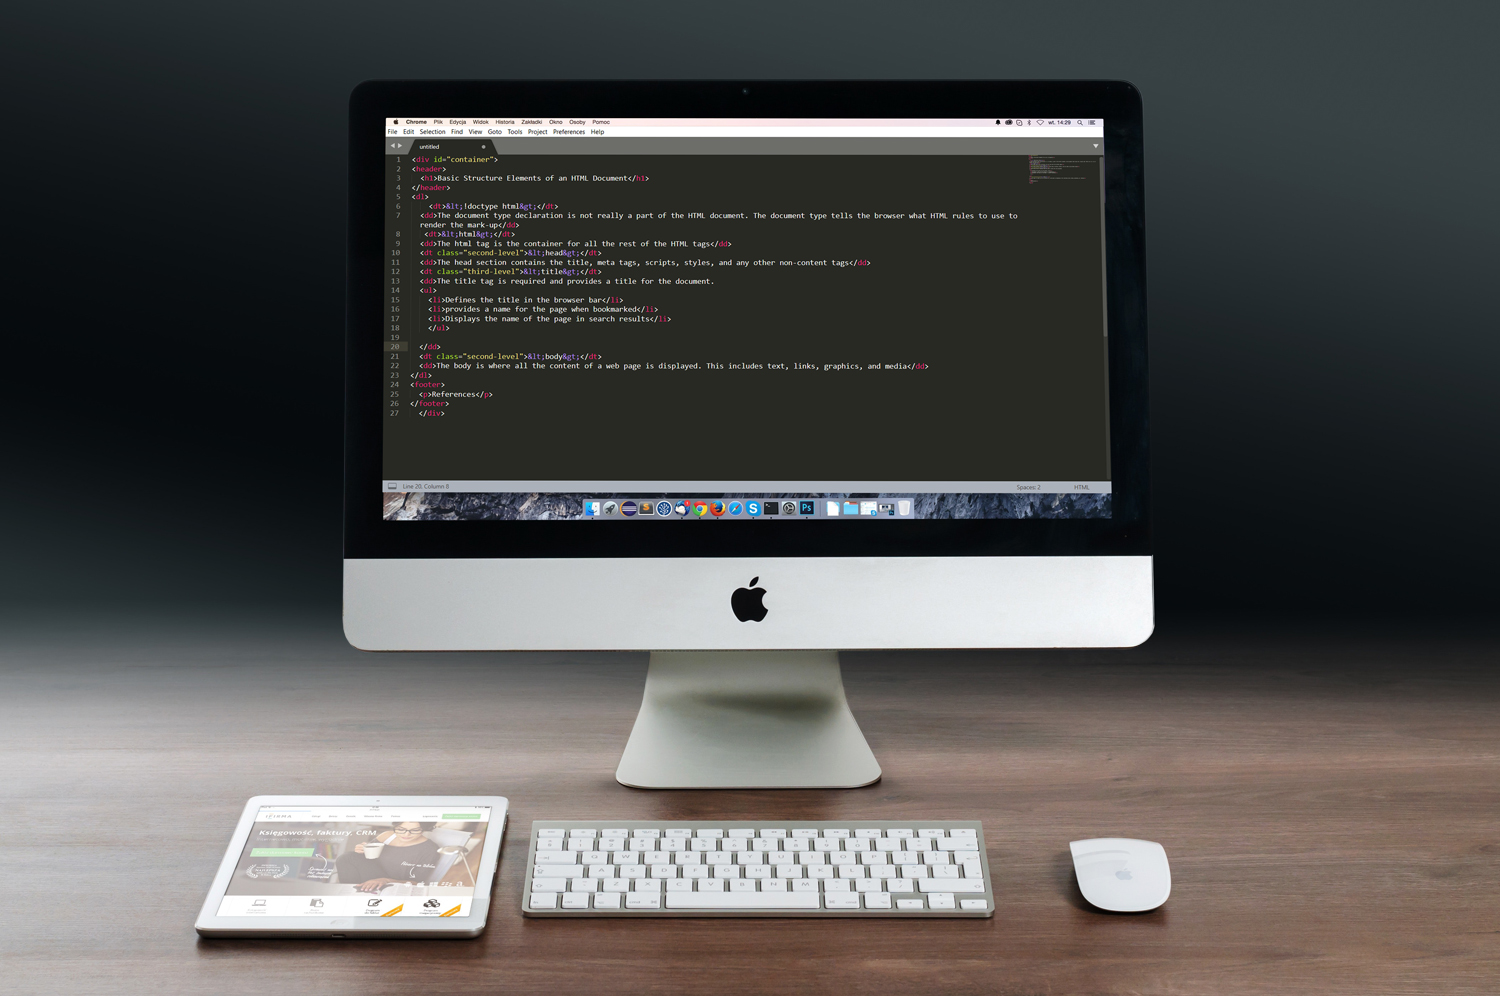 Chrome Plik Edycja Widok Historia Zakładki Okno Osoby Pomoc wt. 14:29
File Edit Selection Find View Goto Tools Project Preferences Help
untitled
1 <div id="container">
2 <header>
3 <h1>Basic Structure Elements of an HTML Document</h1>
4 </header>
5 <dl>
6 <dt>&lt;!doctype html&gt;</dt>
7 <dd>The document type declaration is not really a part of the HTML document. The document type tells the browser what HTML rules to use to
render the mark-up</dd>
8 <dt>&lt;html&gt;</dt>
9 <dd>The html tag is the container for all the rest of the HTML tags</dd>
10 <dt class="second-level">&lt;head&gt;</dt>
11 <dd>The head section contains the title, meta tags, scripts, styles, and any other non-content tags</dd>
12 <dt class="third-level">&lt;title&gt;</dt>
13 <dd>The title tag is required and provides a title for the document.
14 <ul>
15 <li>Defines the title in the browser bar</li>
16 <li>provides a name for the page when bookmarked</li>
17 <li>Displays the name of the page in search results</li>
18 </ul>
19
20 </dd>
21 <dt class="second-level">&lt;body&gt;</dt>
22 <dd>The body is where all the content of a web page is displayed. This includes text, links, graphics, and media</dd>
23 </dl>
24 <footer>
25 <p>References</p>
26 </footer>
27 </div>
Line 20, Column 8 Spaces: 2 HTML
S Ps
Księgowość, faktury, CRM
Q W E R T Y U I O P
A S D F G H J K L
Z X C V B N M